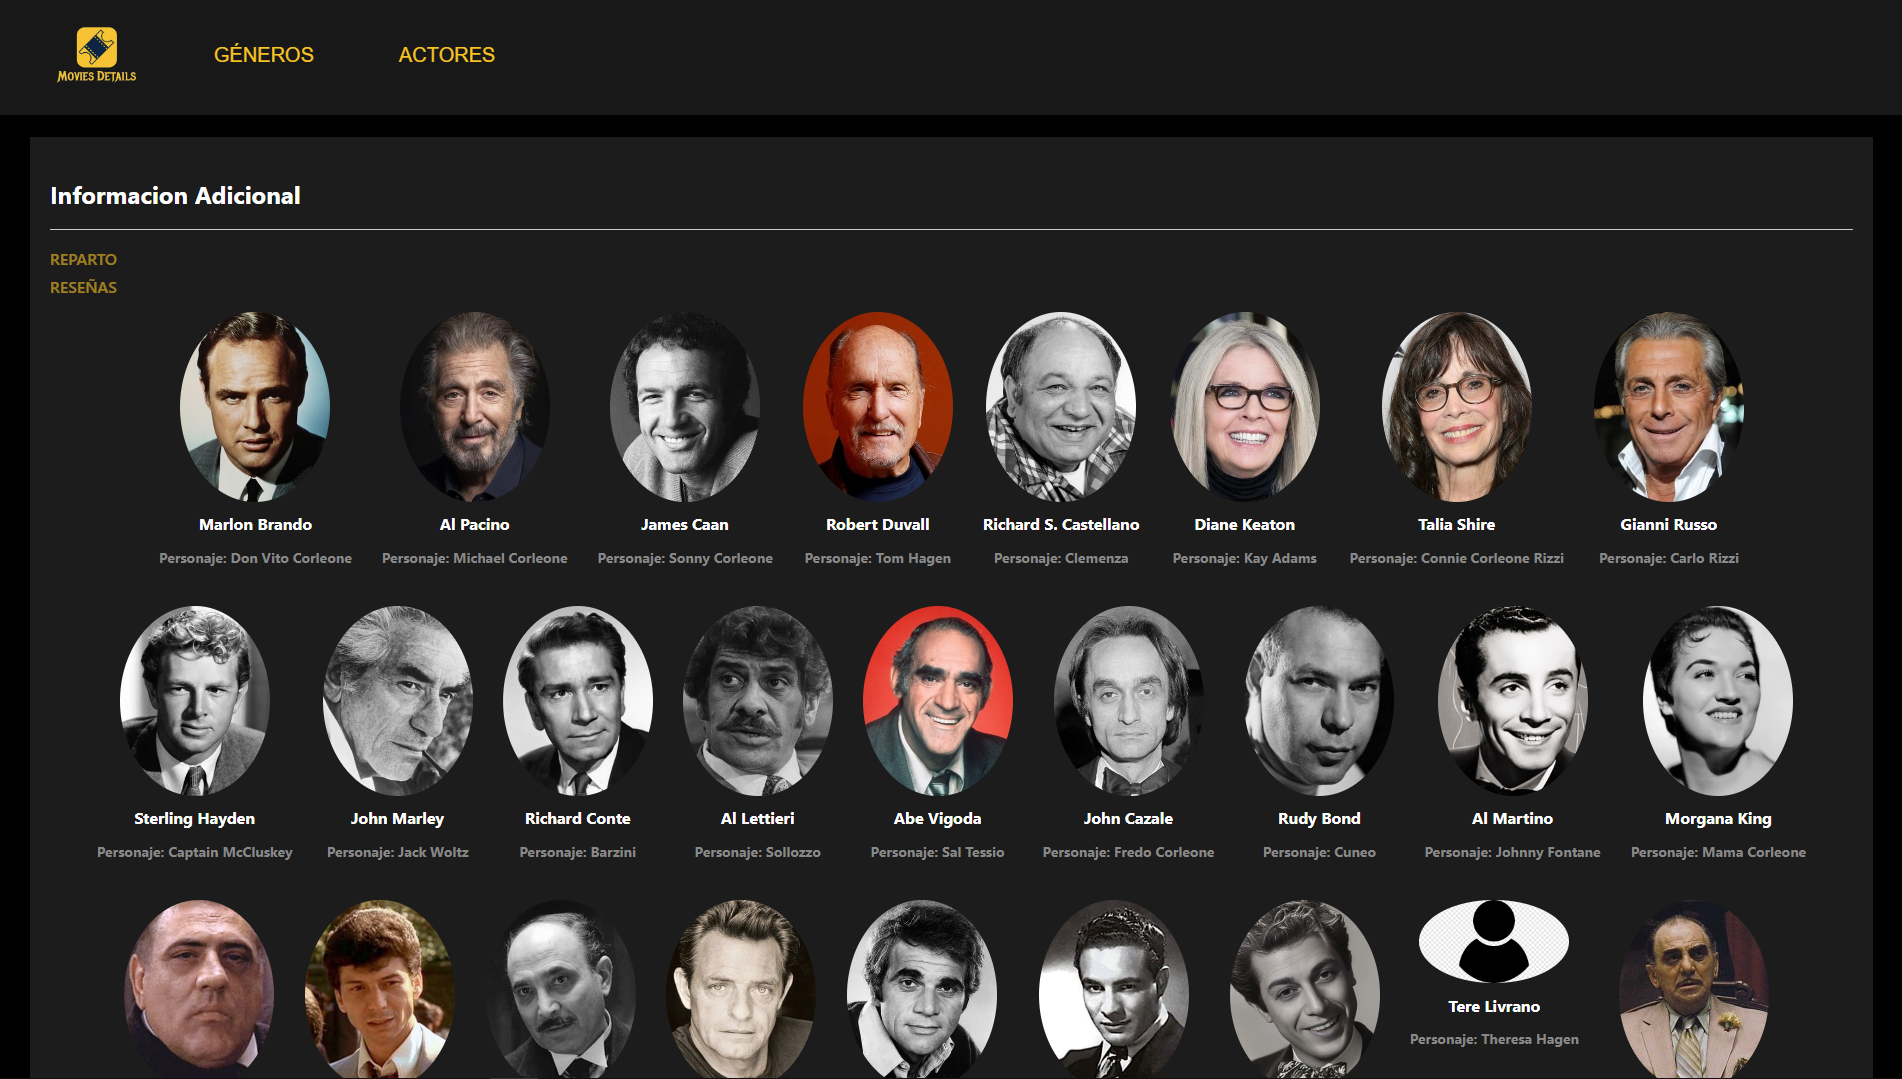 MOVIES DETAILS
GÉNEROS
ACTORES
Informacion Adicional
REPARTO
RESEÑAS
Marlon Brando
Personaje: Don Vito Corleone
Al Pacino
Personaje: Michael Corleone
James Caan
Personaje: Sonny Corleone
Robert Duvall
Personaje: Tom Hagen
Richard S. Castellano
Personaje: Clemenza
Diane Keaton
Personaje: Kay Adams
Talia Shire
Personaje: Connie Corleone Rizzi
Gianni Russo
Personaje: Carlo Rizzi
Sterling Hayden
Personaje: Captain McCluskey
John Marley
Personaje: Jack Woltz
Richard Conte
Personaje: Barzini
Al Lettieri
Personaje: Sollozzo
Abe Vigoda
Personaje: Sal Tessio
John Cazale
Personaje: Fredo Corleone
Rudy Bond
Personaje: Cuneo
Al Martino
Personaje: Johnny Fontane
Morgana King
Personaje: Mama Corleone
Tere Livrano
Personaje: Theresa Hagen